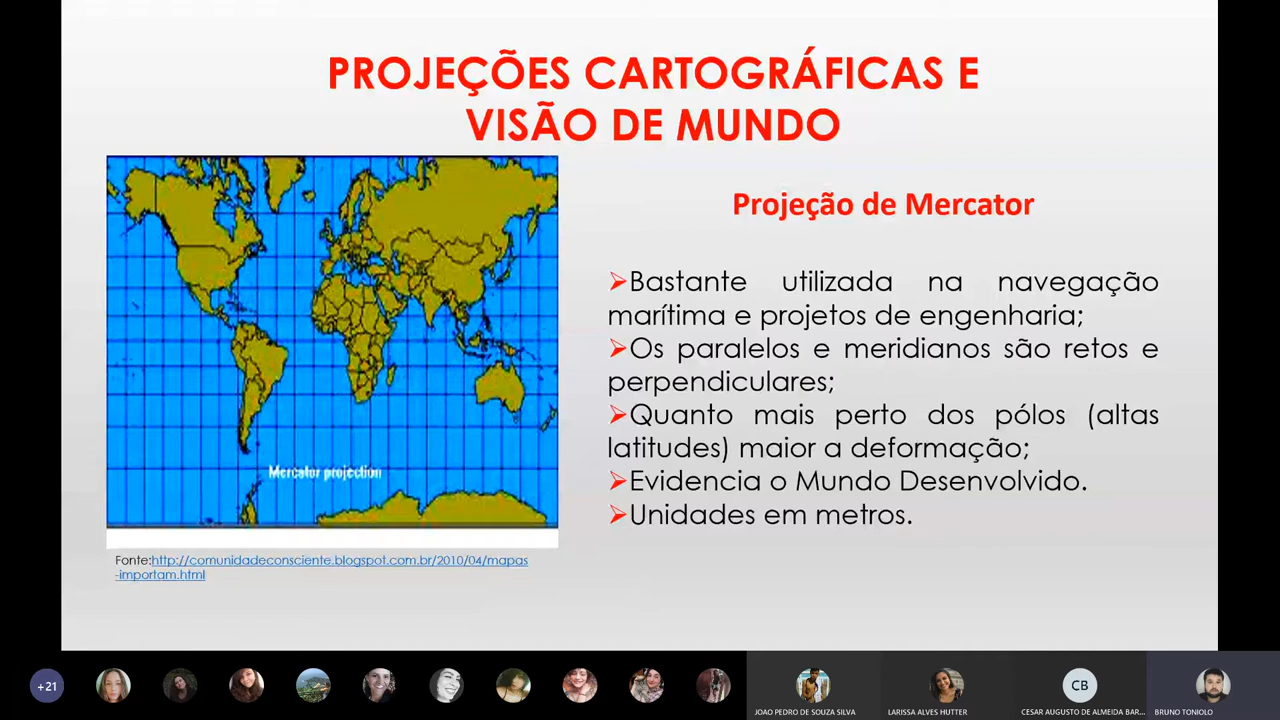 PROJEÇÕES CARTOGRÁFICAS E
VISÃO DE MUNDO
Mercator projection
Fonte:http://comunidadeconsciente.blogspot.com.br/2010/04/mapas
-importam.html
Projeção de Mercator
➢Bastante utilizada na navegação
marítima e projetos de engenharia;
➢Os paralelos e meridianos são retos e
perpendiculares;
➢Quanto mais perto dos pólos (altas
latitudes) maior a deformação;
➢Evidencia o Mundo Desenvolvido.
➢Unidades em metros.
+21
CB
JOAO PEDRO DE SOUZA SILVA
LARISSA ALVES HUTTER
CESAR AUGUSTO DE ALMEIDA BAR...
BRUNO TONIOLO